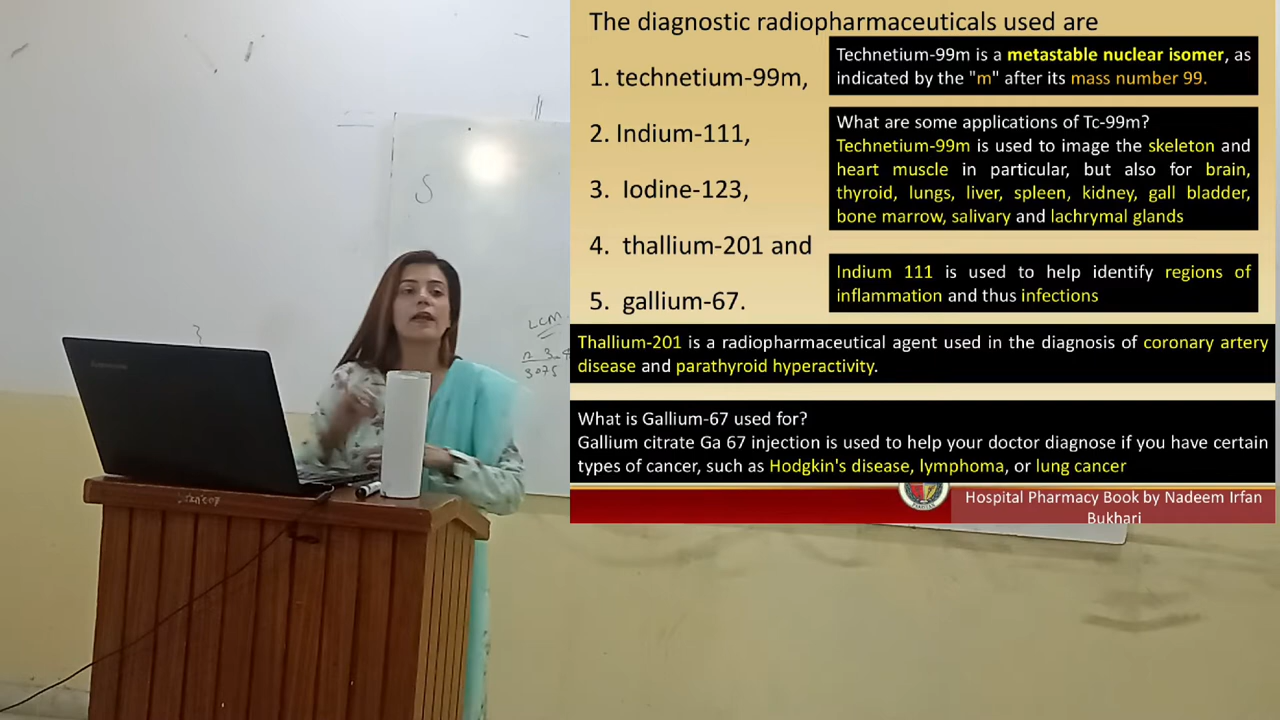 The diagnostic radiopharmaceuticals used are
1. technetium-99m,
2. Indium-111,
3. Iodine-123,
4. thallium-201 and
5. gallium-67.
Technetium-99m is a metastable nuclear isomer, as
indicated by the "m" after its mass number 99.
What are some applications of Tc-99m?
Technetium-99m is used to image the skeleton and
heart muscle in particular, but also for brain,
thyroid, lungs, liver, spleen, kidney, gall bladder,
bone marrow, salivary and lachrymal glands
Indium 111 is used to help identify regions of
inflammation and thus infections
Thallium-201 is a radiopharmaceutical agent used in the diagnosis of coronary artery
disease and parathyroid hyperactivity.
What is Gallium-67 used for?
Gallium citrate Ga 67 injection is used to help your doctor diagnose if you have certain
types of cancer, such as Hodgkin's disease, lymphoma, or lung cancer
Hospital Pharmacy Book by Nadeem Irfan
Bukhari
S
LCM
3075